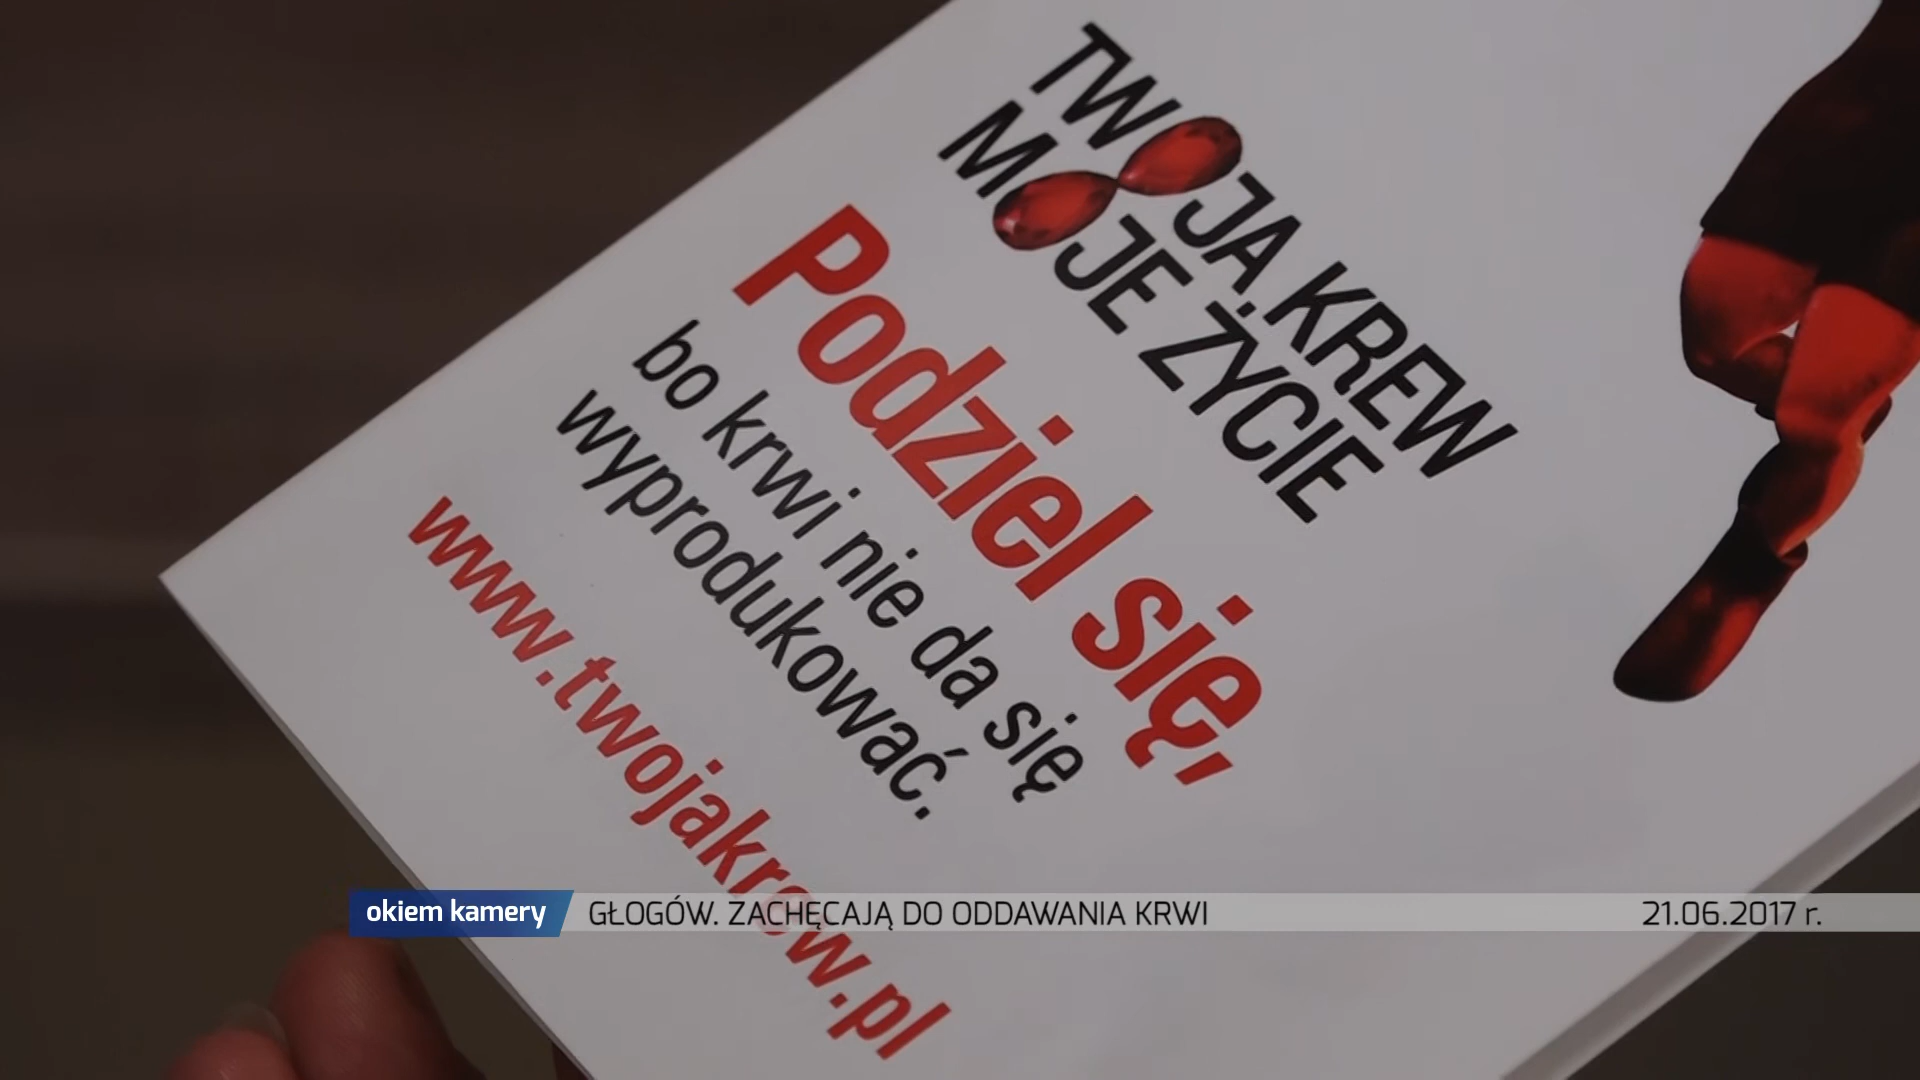 TWOJA KREW
MOJE ŻYCIE
Podziel się,
bo krwi nie da się
wyprodukować.
www.twojakrew.pl
okiem kamery
GŁOGÓW. ZACHĘCAJĄ DO ODDAWANIA KRWI
21.06.2017 r.